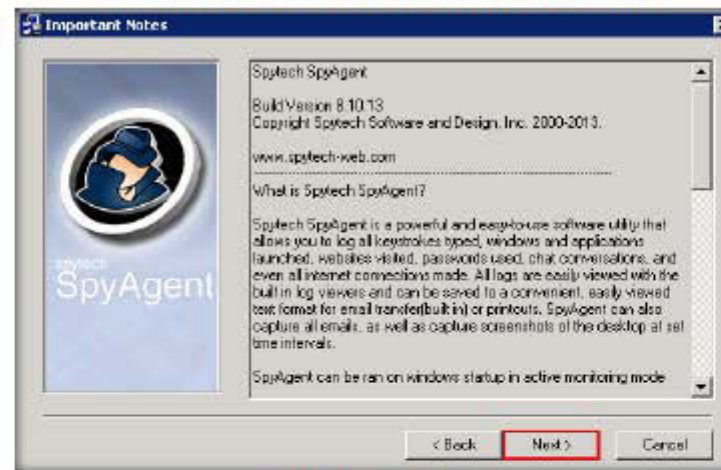 Important Notes
Spytech SpyAgent
Build Version 8.10.13
Copyright Spytech Software and Design, Inc. 2000-2013.
www.spytech-web.com
What is Spytech SpyAgent?
Spytech SpyAgent is a powerful and easy-to-use software utility that
allows you to log all keystrokes typed, windows and applications
launched, websites visited, passwords used, chat conversations, and
even all internet connections made. All logs are easily viewed with the
built in log viewers and can be saved to a convenient, easily viewed
text format for email transfer(built in) or printouts. SpyAgent can also
capture all emails, as well as capture screenshots of the desktop at set
time intervals.
SpyAgent can be ran on windows startup in active monitoring mode
spytech
SpyAgent
< Back
Next >
Cancel